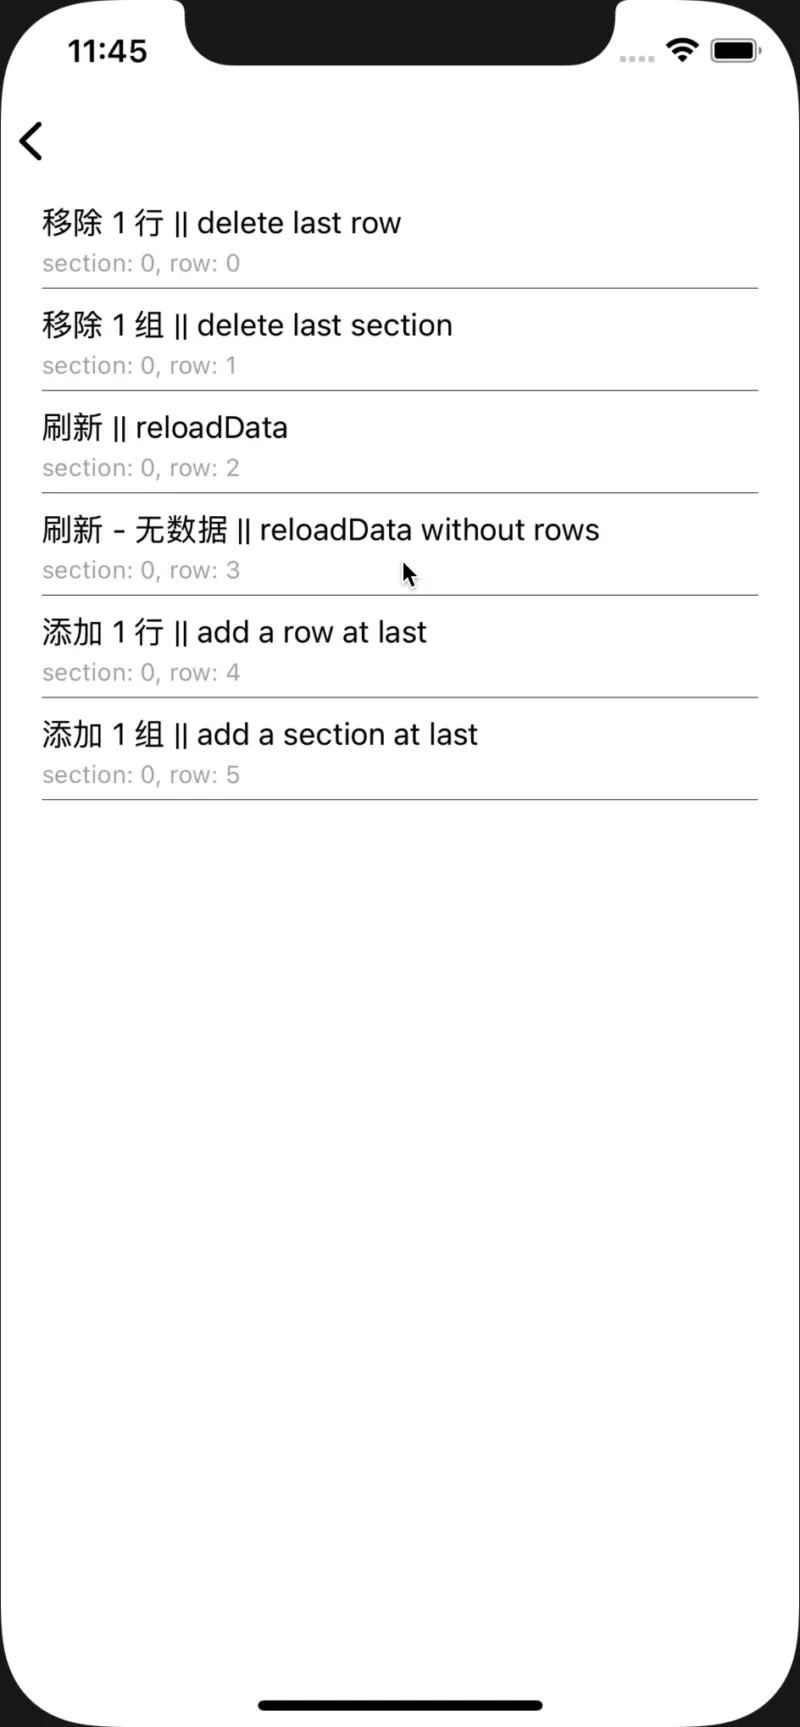 11:45
移除 1 行 || delete last row
section: 0, row: 0
移除 1 组 || delete last section
section: 0, row: 1
刷新 || reloadData
section: 0, row: 2
刷新 - 无数据 || reloadData without rows
section: 0, row: 3
添加 1 行 || add a row at last
section: 0, row: 4
添加 1 组 || add a section at last
section: 0, row: 5